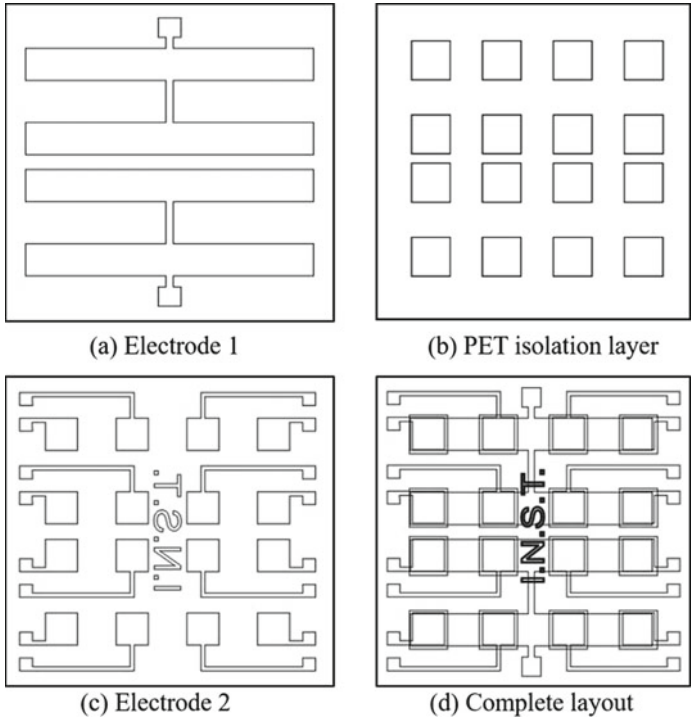 (a) Electrode 1
(b) PET isolation layer
I.N.S.T.
I.N.S.T.
(c) Electrode 2
(d) Complete layout